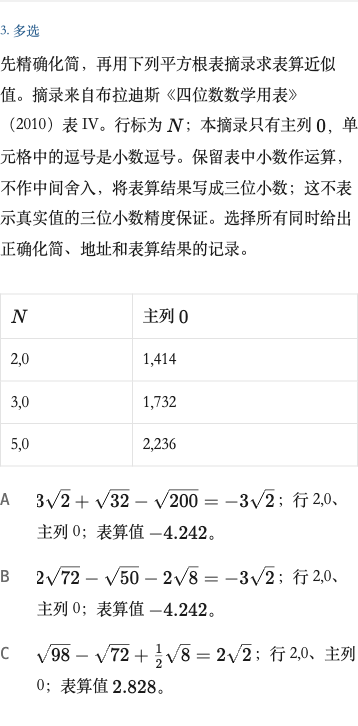 3. 多选
先精确化简，再用下列平方根表摘录求表算近似
值。摘录来自布拉迪斯《四位数数学用表》
（2010）表 IV。行标为 N；本摘录只有主列 0，单
元格中的逗号是小数逗号。保留表中小数作运算，
不作中间舍入，将表算结果写成三位小数；这不表
示真实值的三位小数精度保证。选择所有同时给出
正确化简、地址和表算结果的记录。
N 主列 0
2,0 1,414
3,0 1,732
5,0 2,236
A 3√2 + √32 − √200 = −3√2；行 2,0、
主列 0；表算值 −4.242。
B 2√72 − √50 − 2√8 = −3√2；行 2,0、
主列 0；表算值 −4.242。
C √98 − √72 + 1/2 √8 = 2√2；行 2,0、主列
0；表算值 2.828。